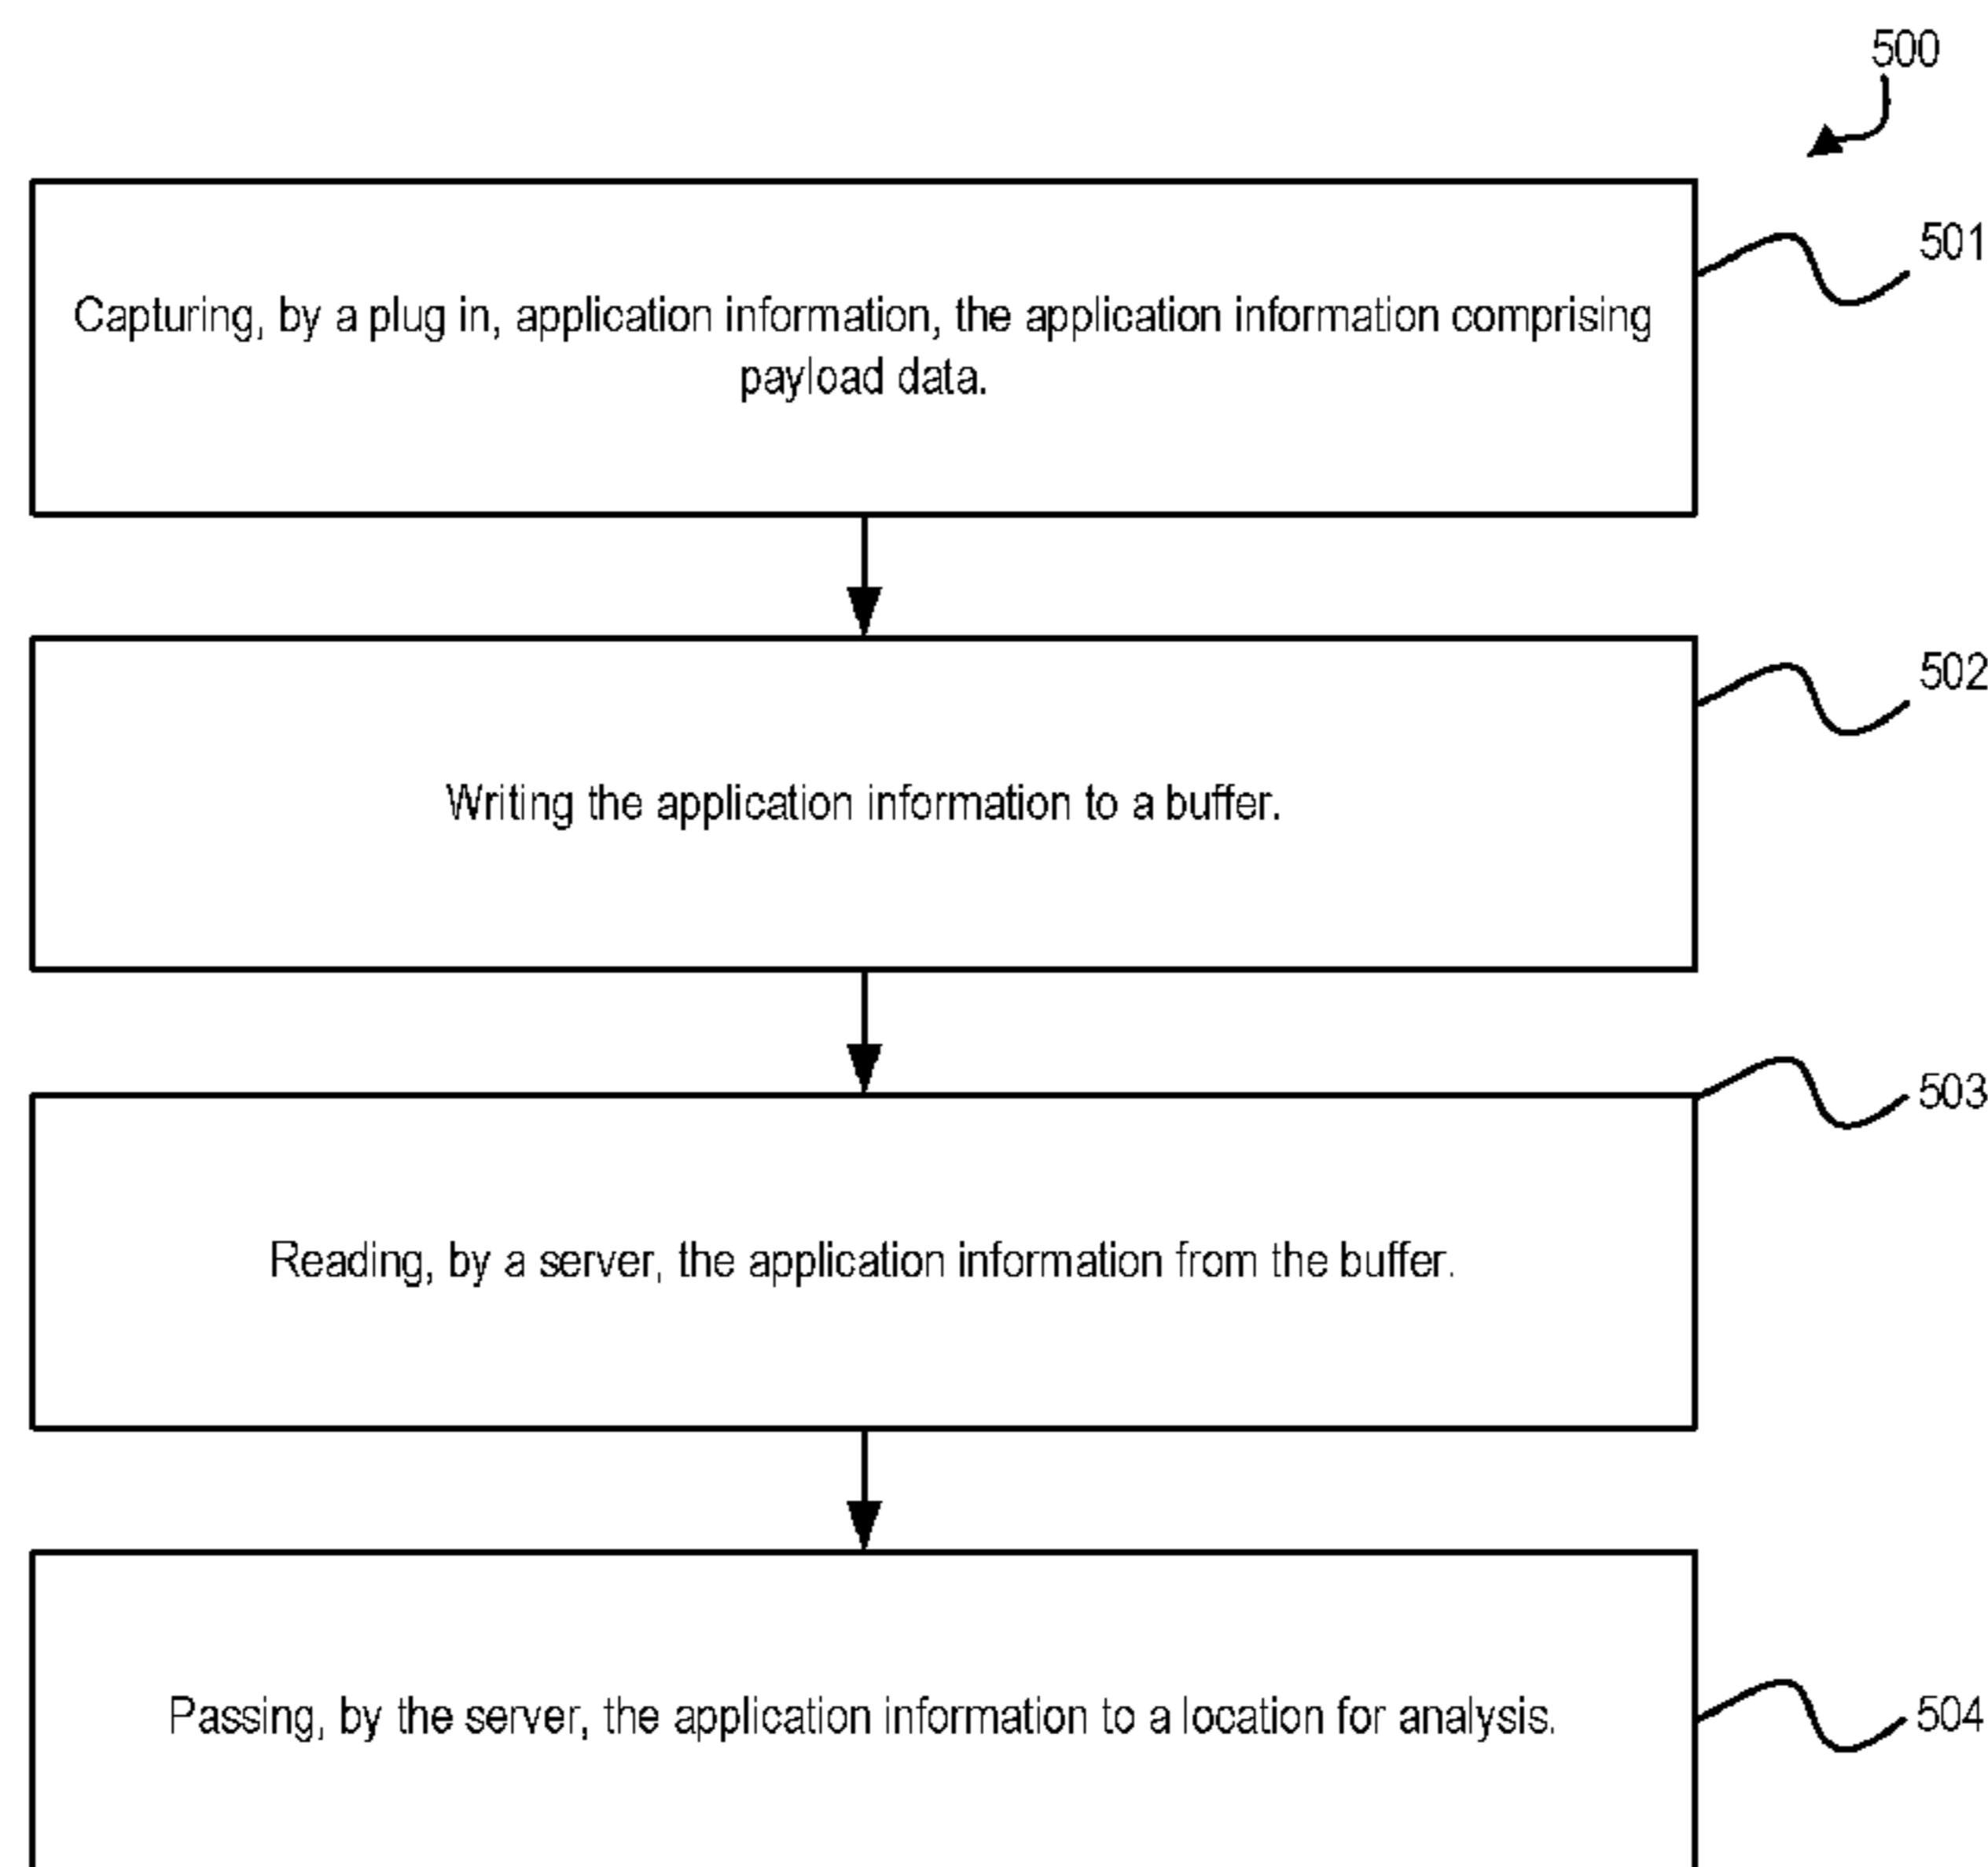 500
501
Capturing, by a plug in, application information, the application information comprising
payload data.
502
Writing the application information to a buffer.
503
Reading, by a server, the application information from the buffer.
Passing, by the server, the application information to a location for analysis.
504